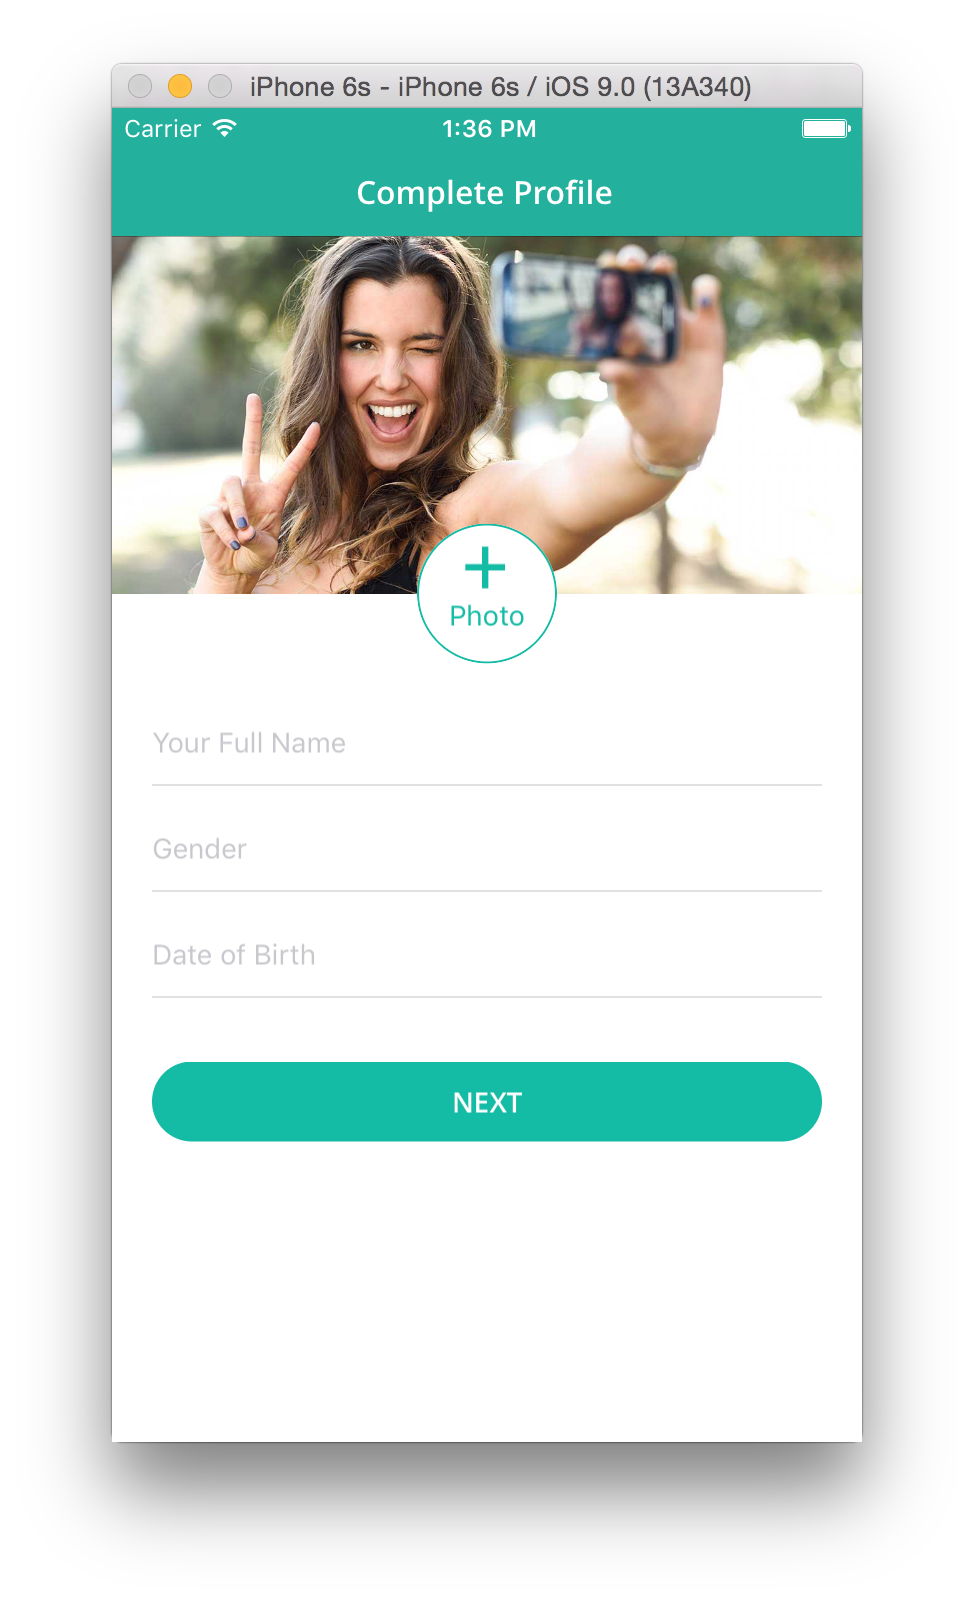 iPhone 6s - iPhone 6s / iOS 9.0 (13A340)
Carrier 1:36 PM
Complete Profile
Photo
Your Full Name
Gender
Date of Birth
NEXT